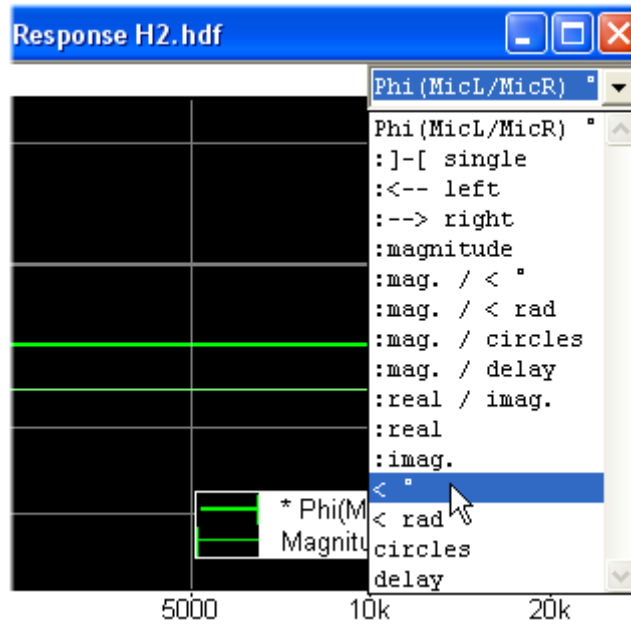 Response H2.hdf
Phi(MicL/MicR) °
Phi(MicL/MicR) °
:]-[ single
:<-- left
:--> right
:magnitude
:mag. / < °
:mag. / < rad
:mag. / circles
:mag. / delay
:real / imag.
:real
:imag.
< °
< rad
circles
delay
* Phi(M
Magnitu
5000 10k 20k